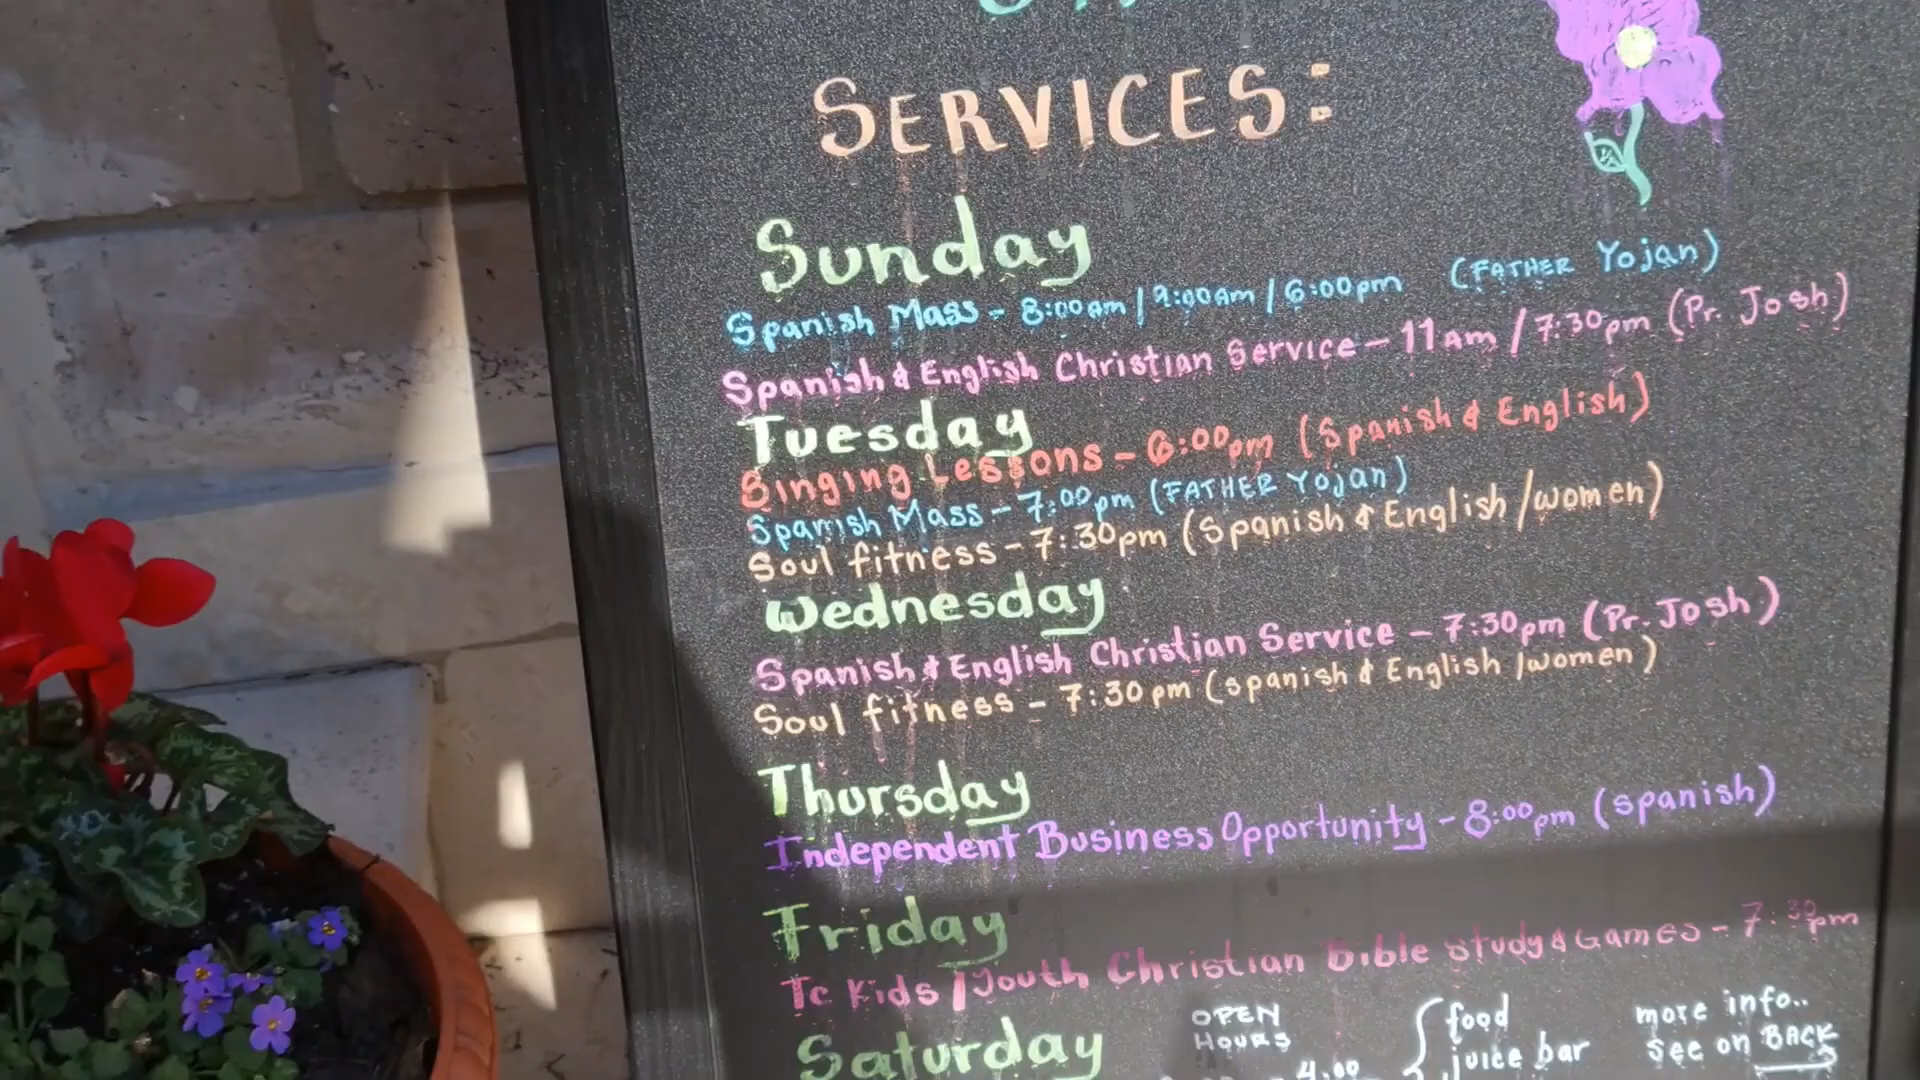 SERVICES:
Sunday
Spanish Mass - 8:00am / 9:00am / 6:00pm (FATHER Yojan)
Spanish & English Christian Service - 11am / 7:30pm (Pr. Josh)
Tuesday
Singing Lessons - 6:00pm (Spanish & English)
Spanish Mass - 7:00pm (FATHER Yojan)
Soul fitness - 7:30pm (Spanish & English /women)
Wednesday
Spanish & English Christian Service - 7:30pm (Pr. Josh)
Soul fitness - 7:30pm (spanish & English /women)
Thursday
Independent Business Opportunity - 8:00pm (spanish)
Friday
Tc Kids / Youth Christian Bible study & Games - 7:30pm
Saturday
OPEN
HOURS
4:00
food
juice bar
more info..
see on BACK